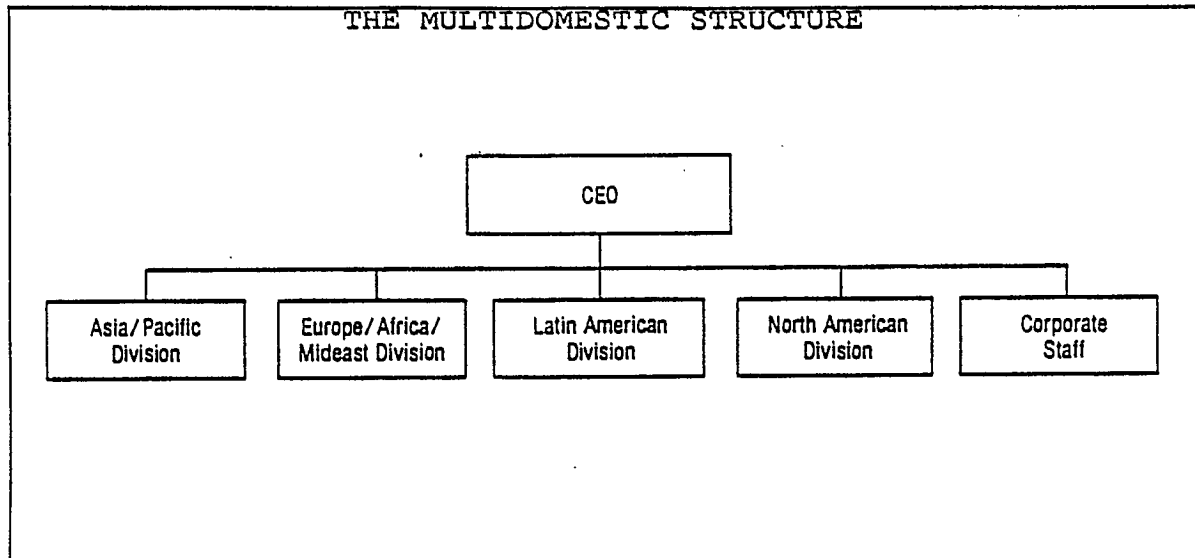 THE MULTIDOMESTIC STRUCTURE
CEO
Asia/Pacific
Division
Europe/Africa/
Mideast Division
Latin American
Division
North American
Division
Corporate
Staff